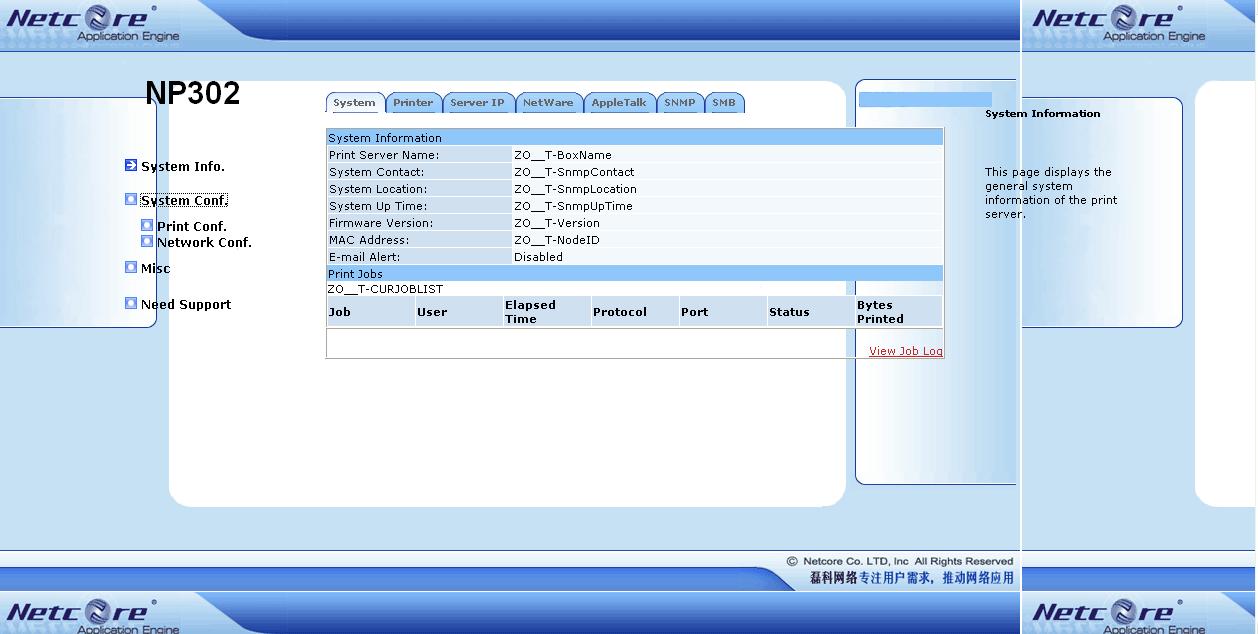 Netcore
Application Engine
Netcore
Application Engine
NP302
System Printer Server IP NetWare AppleTalk SNMP SMB
System Info.
System Conf.
Print Conf.
Network Conf.
Misc
Need Support
System Information
Print Server Name: ZO__T-BoxName
System Contact: ZO__T-SnmpContact
System Location: ZO__T-SnmpLocation
System Up Time: ZO__T-SnmpUpTime
Firmware Version: ZO__T-Version
MAC Address: ZO__T-NodeID
E-mail Alert: Disabled
Print Jobs
ZO__T-CURJOBLIST
Job User Elapsed Time Protocol Port Status Bytes Printed
View Job Log
System Information
This page displays the
general system
information of the print
server.
© Netcore Co. LTD, Inc All Rights Reserved
磊科网络专注用户需求，推动网络应用
Netcore
Application Engine
Netcore
Application Engine